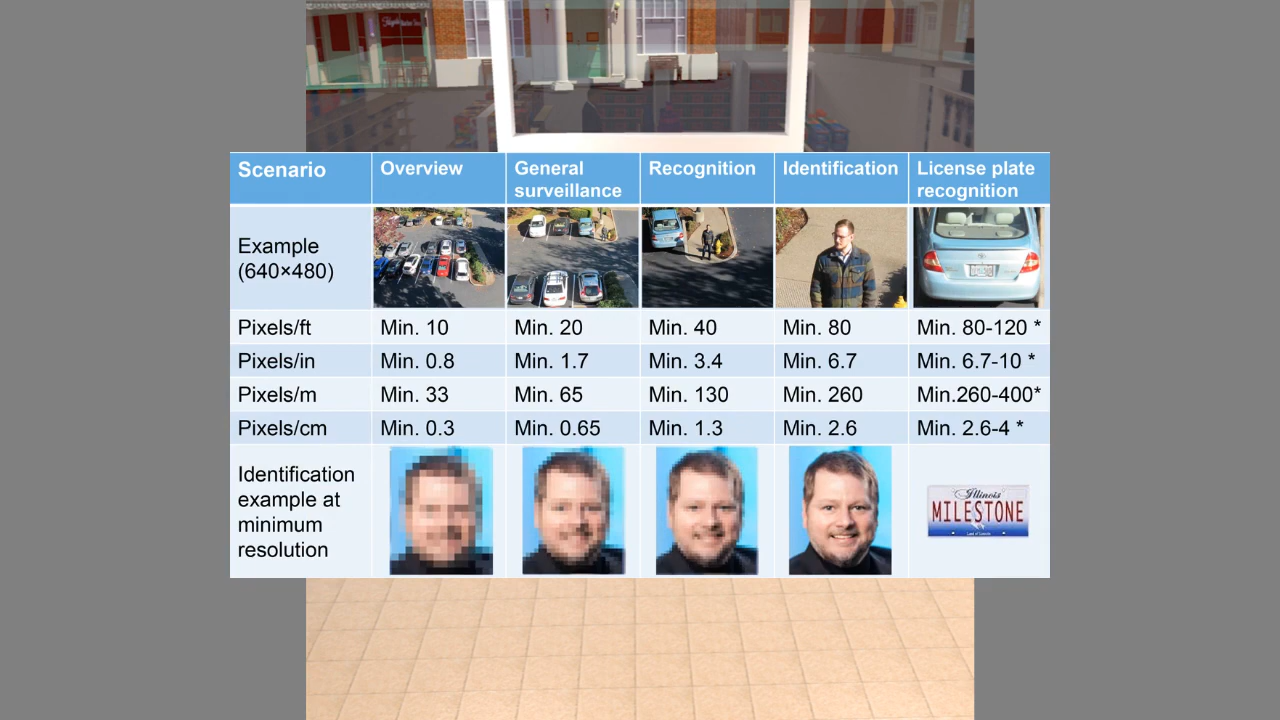 Scenario
Overview
General
surveillance
Recognition
Identification
License plate
recognition
Example
(640×480)
Pixels/ft
Min. 10
Min. 20
Min. 40
Min. 80
Min. 80-120 *
Pixels/in
Min. 0.8
Min. 1.7
Min. 3.4
Min. 6.7
Min. 6.7-10 *
Pixels/m
Min. 33
Min. 65
Min. 130
Min. 260
Min.260-400*
Pixels/cm
Min. 0.3
Min. 0.65
Min. 1.3
Min. 2.6
Min. 2.6-4 *
Identification
example at
minimum
resolution
Illinois
MILESTONE